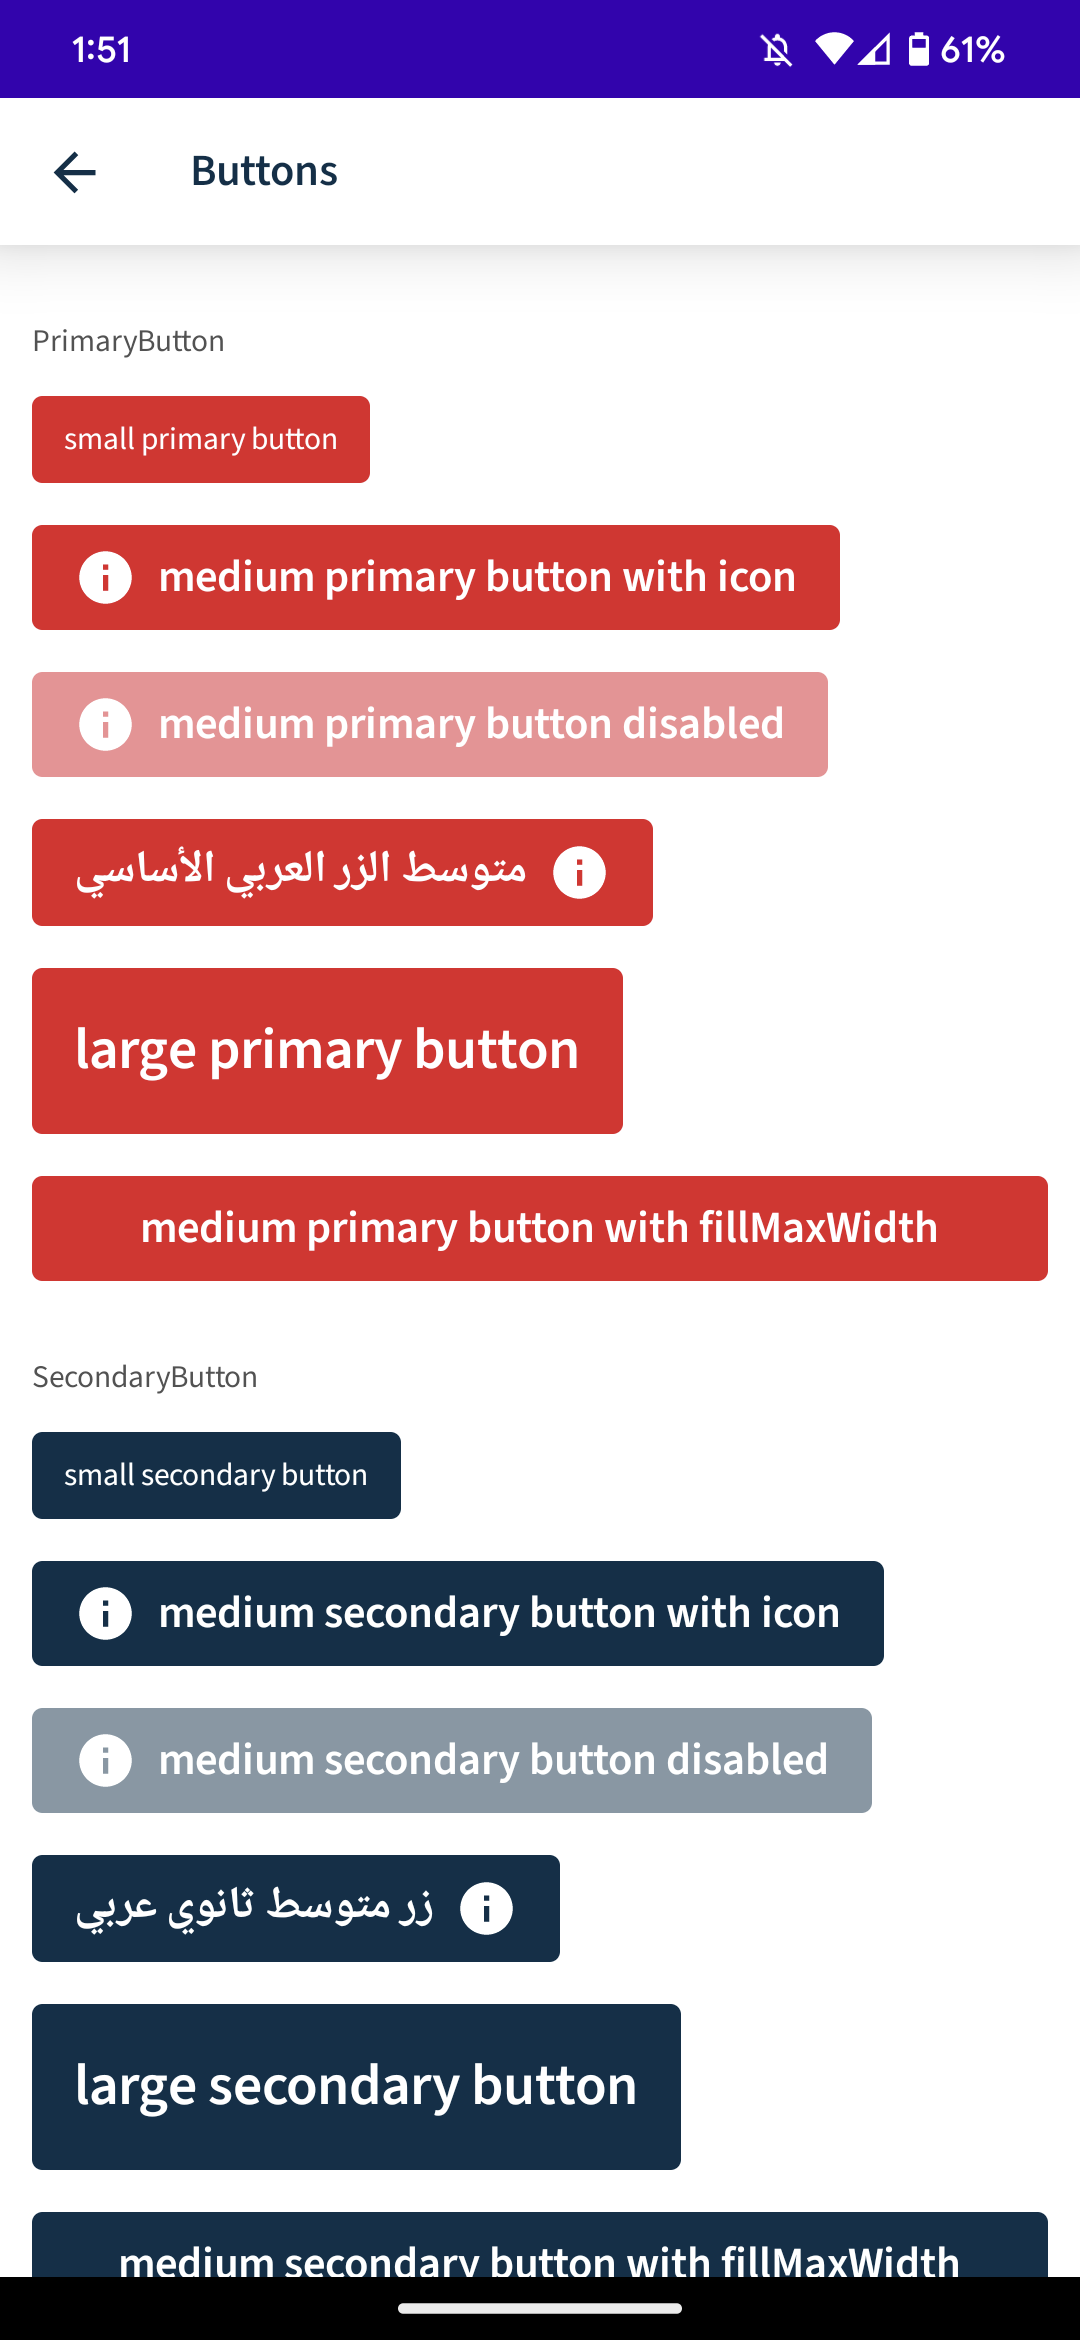 1:51
61%
Buttons
PrimaryButton
small primary button
medium primary button with icon
medium primary button disabled
متوسط الزر العربي الأساسي
large primary button
medium primary button with fillMaxWidth
SecondaryButton
small secondary button
medium secondary button with icon
medium secondary button disabled
زر متوسط ثانوي عربي
large secondary button
medium secondary button with fillMaxWidth